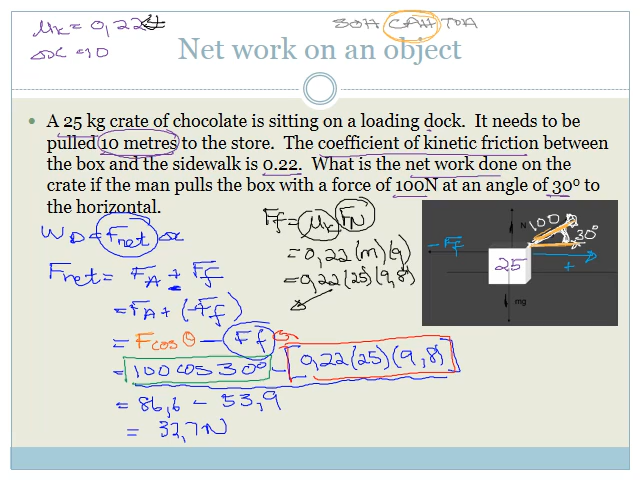 μk = 0,22
SOH CAH TOA
Δx = 10
Net work on an object
• A 25 kg crate of chocolate is sitting on a loading dock. It needs to be
pulled 10 metres to the store. The coefficient of kinetic friction between
the box and the sidewalk is 0.22. What is the net work done on the
crate if the man pulls the box with a force of 100N at an angle of 30º to
the horizontal.
WD = Fnet Δx
Fnet = FA + Ff
= FA + (-Ff)
= F cos θ - Ff
= 100 cos 30° - [0,22(25)(9,8)]
= 86,6 - 53,9
= 32,7N
Ff = μk FN
= 0,22(m)(g)
= 0,22(25)(9,8)
N
100
30°
- Ff
+
25
mg